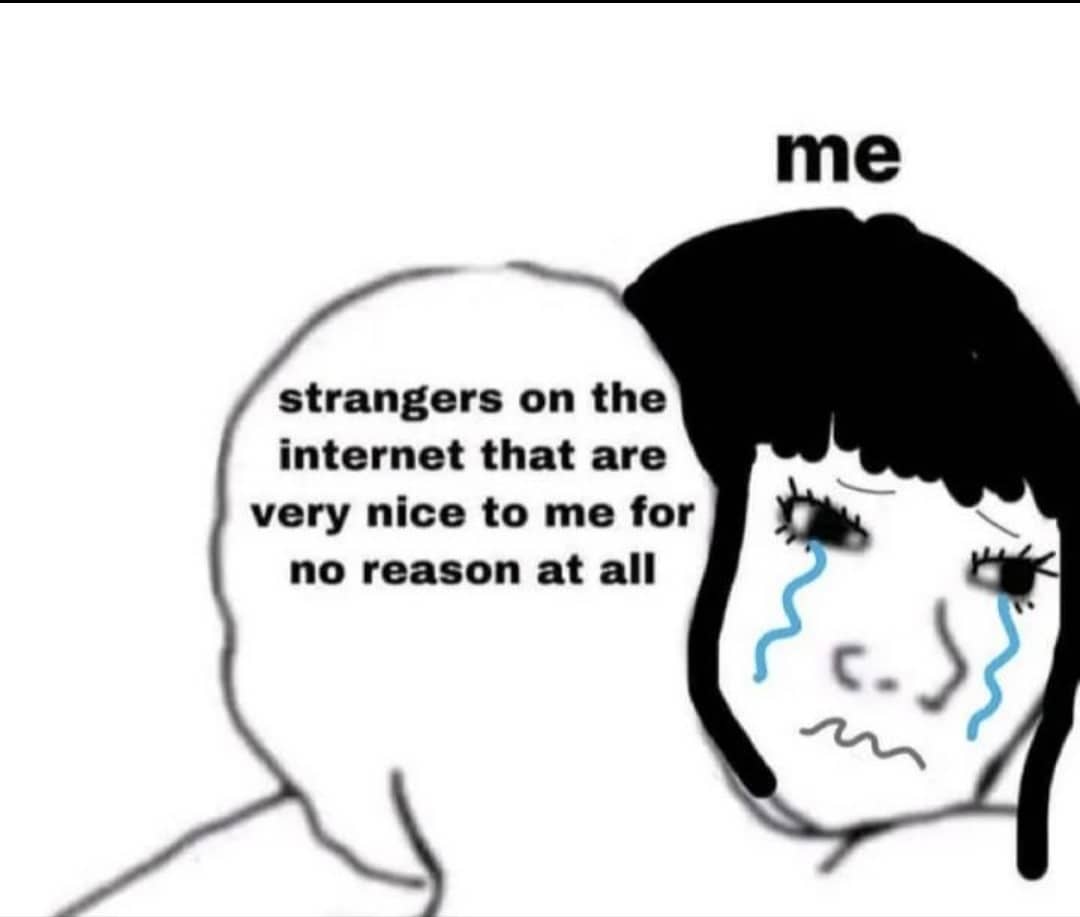 me
strangers on the
internet that are
very nice to me for
no reason at all